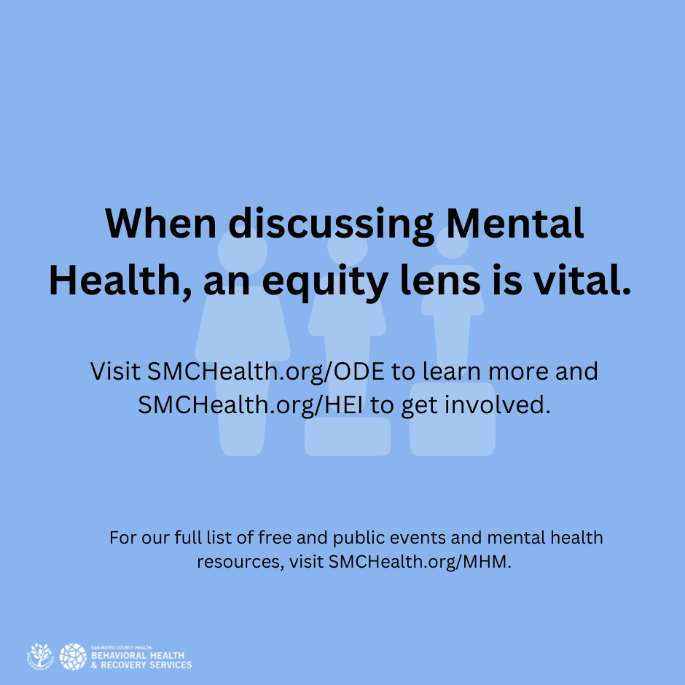 When discussing Mental
Health, an equity lens is vital.
Visit SMCHealth.org/ODE to learn more and
SMCHealth.org/HEI to get involved.
For our full list of free and public events and mental health
resources, visit SMCHealth.org/MHM.
SAN MATEO COUNTY HEALTH
BEHAVIORAL HEALTH
& RECOVERY SERVICES